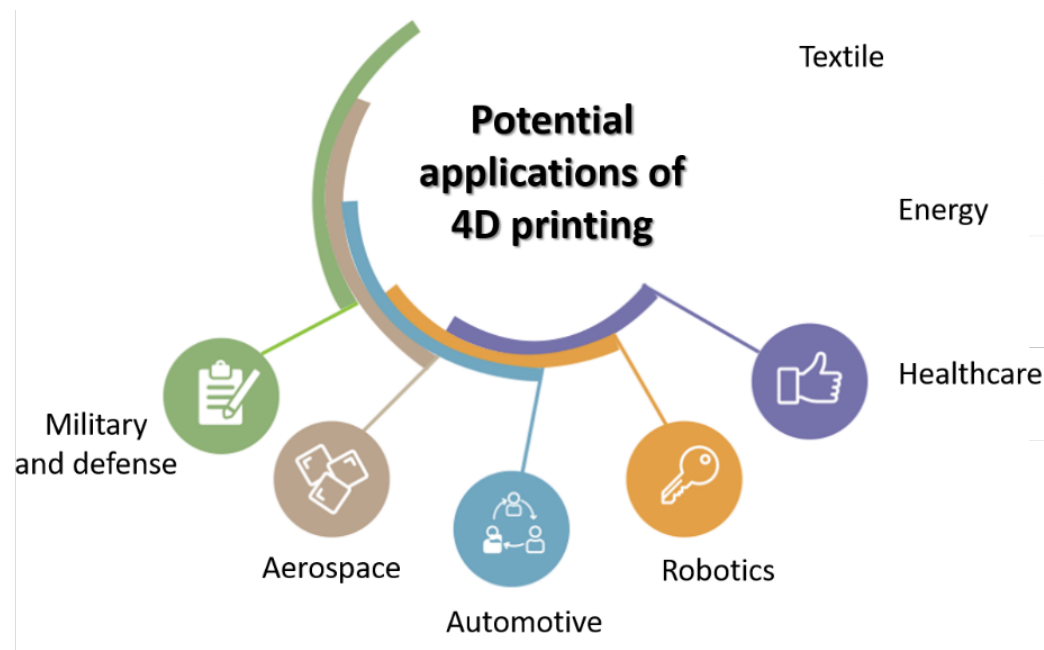 Potential
applications of
4D printing
Textile
Energy
Healthcare
Military
and defense
Aerospace
Automotive
Robotics